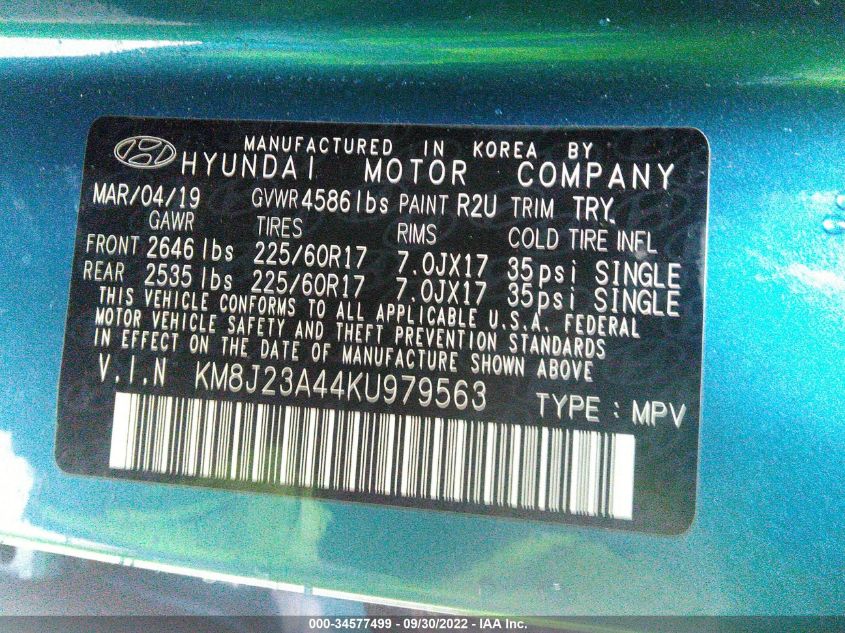 MANUFACTURED IN KOREA BY
HYUNDAI MOTOR COMPANY
MAR/04/19 GVWR 4586 lbs PAINT R2U TRIM TRY
GAWR TIRES RIMS COLD TIRE INFL
FRONT 2646 lbs 225/60R17 7.0JX17 35psi SINGLE
REAR 2535 lbs 225/60R17 7.0JX17 35psi SINGLE
THIS VEHICLE CONFORMS TO ALL APPLICABLE U.S.A. FEDERAL
MOTOR VEHICLE SAFETY AND THEFT PREVENTION STANDARDS
IN EFFECT ON THE DATE OF MANUFACTURE SHOWN ABOVE
V.I.N KM8J23A44KU979563 TYPE : MPV
000-34577499 - 09/30/2022 - IAA Inc.